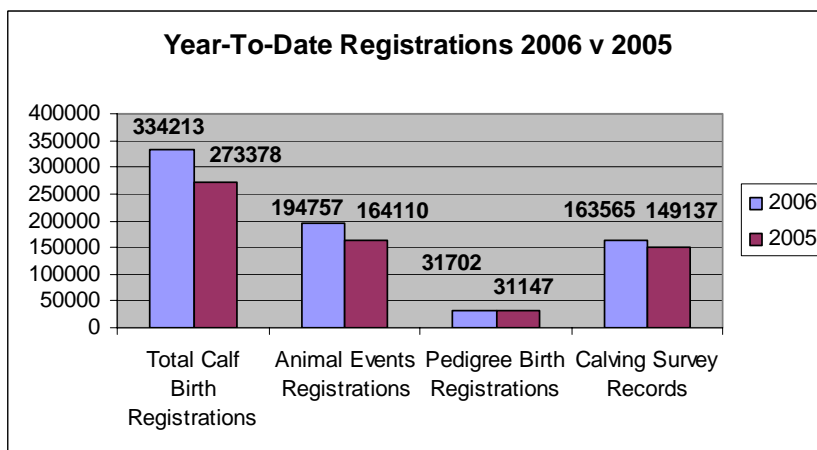 Year-To-Date Registrations 2006 v 2005
400000
350000
300000
250000
200000
150000
100000
50000
0
334213
273378
194757
164110
31702
31147
163565
149137
Total Calf
Birth
Registrations
Animal Events
Registrations
Pedigree Birth
Registrations
Calving Survey
Records
2006
2005